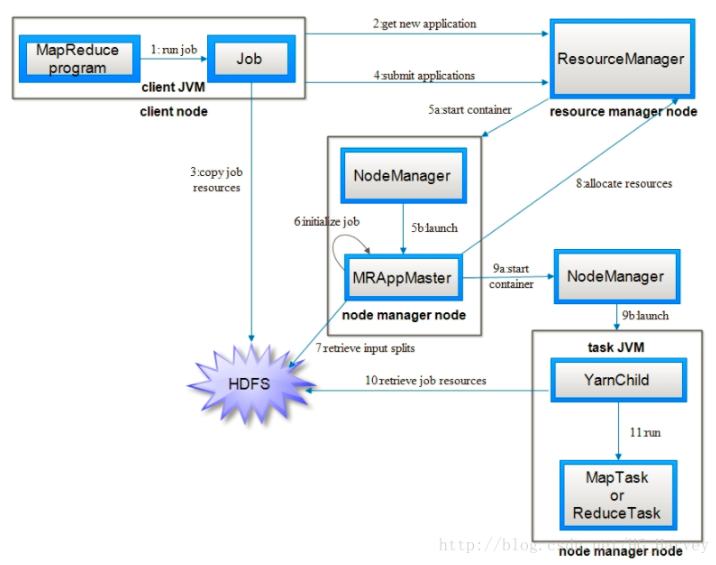 MapReduce
program
1: run job
Job
client JVM
client node
2:get new application
4:submit applications
ResourceManager
resource manager node
5a:start container
3:copy job
resources
NodeManager
8:allocate resources
6:initialize job
5b:launch
MRAppMaster
node manager node
9a:start
container
NodeManager
9b:launch
7:retrieve input splits
HDFS
10:retrieve job resources
task JVM
YarnChild
11:run
MapTask
or
ReduceTask
node manager node